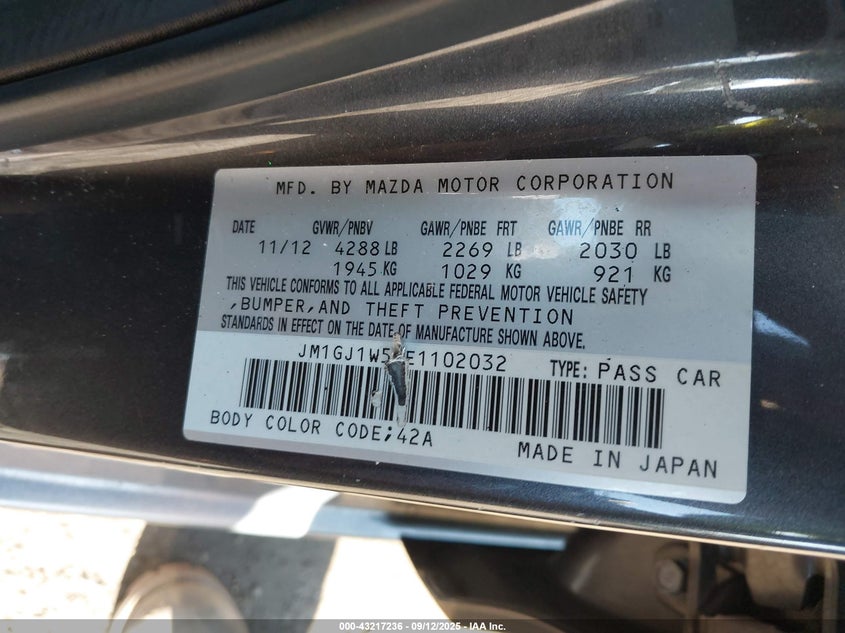 MFD. BY MAZDA MOTOR CORPORATION
DATE GVWR/PNBV GAWR/PNBE FRT GAWR/PNBE RR
11/12 4288 LB 2269 LB 2030 LB
1945 KG 1029 KG 921 KG
THIS VEHICLE CONFORMS TO ALL APPLICABLE FEDERAL MOTOR VEHICLE SAFETY
,BUMPER,AND THEFT PREVENTION
STANDARDS IN EFFECT ON THE DATE OF MANUFACTURE SHOWN ABOVE.
TYPE: PASS CAR
BODY COLOR CODE;42A
MADE IN JAPAN
000-43217236 - 09/12/2025 - IAA Inc.